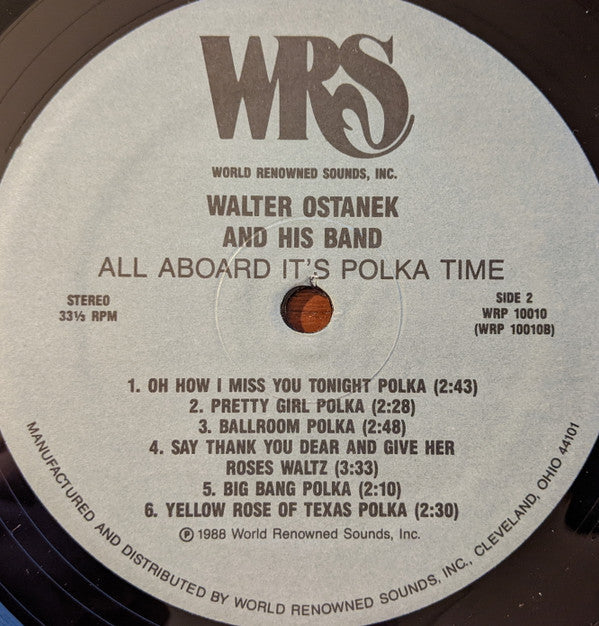 WRS
WORLD RENOWNED SOUNDS, INC.
WALTER OSTANEK
AND HIS BAND
ALL ABOARD IT'S POLKA TIME
STEREO
33⅓ RPM
SIDE 2
WRP 10010
(WRP 10010B)
1. OH HOW I MISS YOU TONIGHT POLKA (2:43)
2. PRETTY GIRL POLKA (2:28)
3. BALLROOM POLKA (2:48)
4. SAY THANK YOU DEAR AND GIVE HER
ROSES WALTZ (3:33)
5. BIG BANG POLKA (2:10)
6. YELLOW ROSE OF TEXAS POLKA (2:30)
Ⓟ 1988 World Renowned Sounds, Inc.
MANUFACTURED AND DISTRIBUTED BY WORLD RENOWNED SOUNDS, INC., CLEVELAND, OHIO 44101